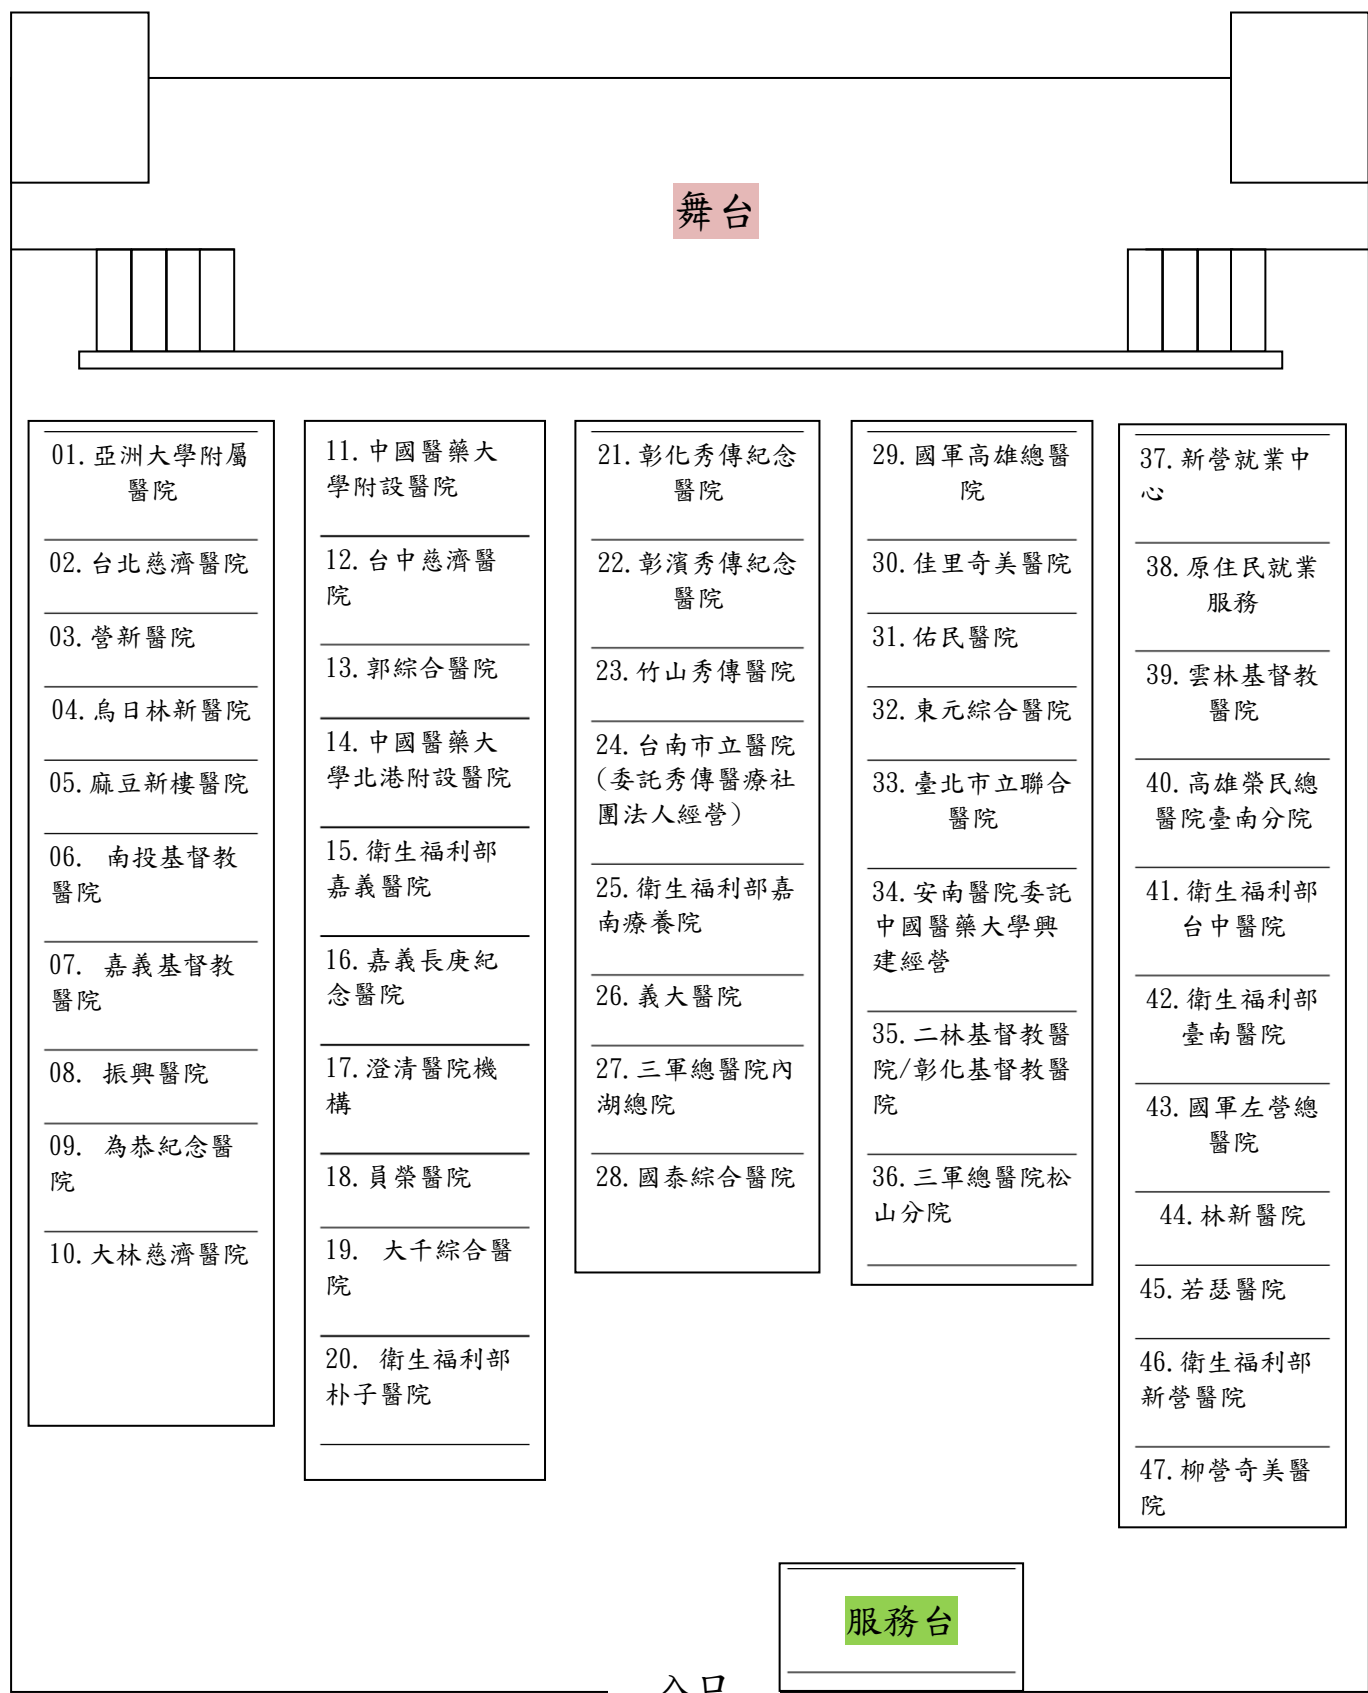 舞台
01.亞洲大學附屬
醫院
02.台北慈濟醫院
03.營新醫院
04.烏日林新醫院
05.麻豆新樓醫院
06. 南投基督教
醫院
07. 嘉義基督教
醫院
08. 振興醫院
09. 為恭紀念醫
院
10.大林慈濟醫院
11.中國醫藥大
學附設醫院
12.台中慈濟醫
院
13.郭綜合醫院
14.中國醫藥大
學北港附設醫院
15.衛生福利部
嘉義醫院
16.嘉義長庚紀
念醫院
17.澄清醫院機
構
18.員榮醫院
19. 大千綜合醫
院
20. 衛生福利部
朴子醫院
21.彰化秀傳紀念
醫院
22.彰濱秀傳紀念
醫院
23.竹山秀傳醫院
24.台南市立醫院
(委託秀傳醫療社
團法人經營)
25.衛生福利部嘉
南療養院
26.義大醫院
27.三軍總醫院內
湖總院
28.國泰綜合醫院
29.國軍高雄總醫
院
30.佳里奇美醫院
31.佑民醫院
32.東元綜合醫院
33.臺北市立聯合
醫院
34.安南醫院委託
中國醫藥大學興
建經營
35.二林基督教醫
院/彰化基督教醫
院
36.三軍總醫院松
山分院
37.新營就業中
心
38.原住民就業
服務
39.雲林基督教
醫院
40.高雄榮民總
醫院臺南分院
41.衛生福利部
台中醫院
42.衛生福利部
臺南醫院
43.國軍左營總
醫院
44.林新醫院
45.若瑟醫院
46.衛生福利部
新營醫院
47.柳營奇美醫
院
服務台
入口